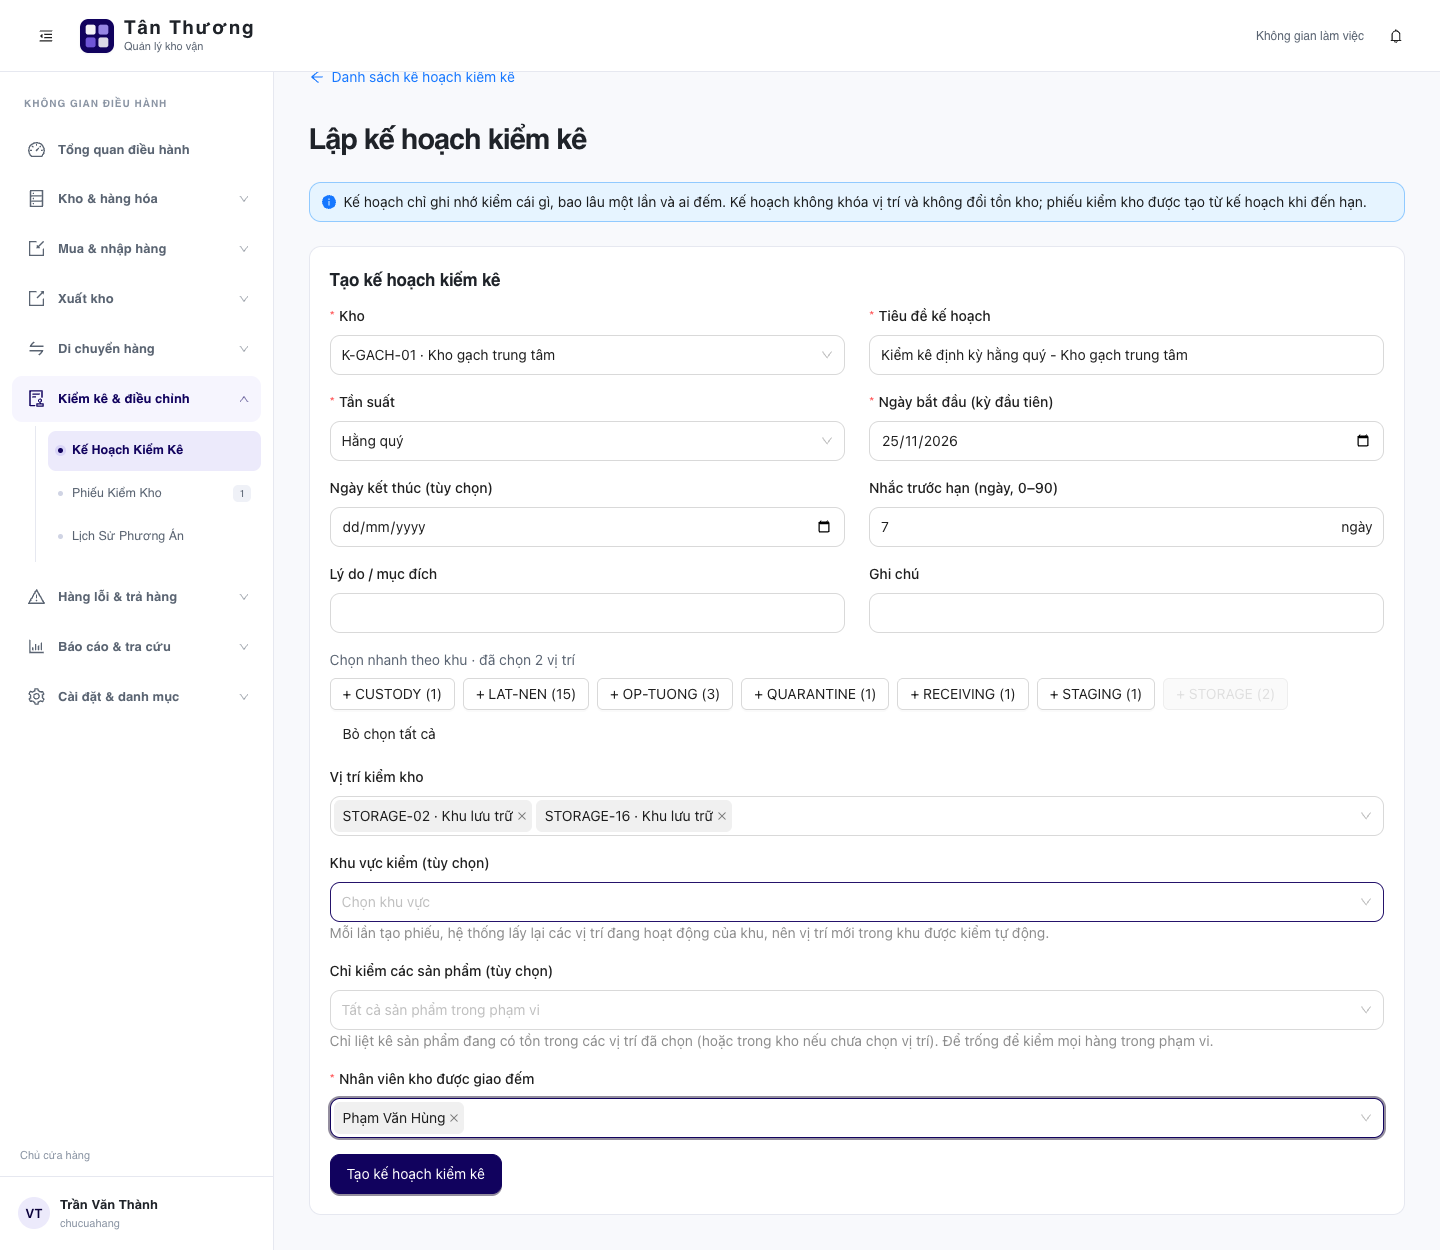 Tân Thương
Quản lý kho vận
Không gian làm việc
KHÔNG GIAN ĐIỀU HÀNH
Tổng quan điều hành
Kho & hàng hóa
Mua & nhập hàng
Xuất kho
Di chuyển hàng
Kiểm kê & điều chỉnh
Kế Hoạch Kiểm Kê
Phiếu Kiểm Kho
1
Lịch Sử Phương Án
Hàng lỗi & trả hàng
Báo cáo & tra cứu
Cài đặt & danh mục
Chủ cửa hàng
VT
Trần Văn Thành
chucuahang
Danh sách kế hoạch kiểm kê
Lập kế hoạch kiểm kê
Kế hoạch chỉ ghi nhớ kiểm cái gì, bao lâu một lần và ai đếm. Kế hoạch không khóa vị trí và không đổi tồn kho; phiếu kiểm kho được tạo từ kế hoạch khi đến hạn.
Tạo kế hoạch kiểm kê
* Kho
K-GACH-01 · Kho gạch trung tâm
* Tiêu đề kế hoạch
Kiểm kê định kỳ hằng quý - Kho gạch trung tâm
* Tần suất
Hằng quý
* Ngày bắt đầu (kỳ đầu tiên)
25/11/2026
Ngày kết thúc (tùy chọn)
dd/mm/yyyy
Nhắc trước hạn (ngày, 0–90)
7
ngày
Lý do / mục đích
Ghi chú
Chọn nhanh theo khu · đã chọn 2 vị trí
+ CUSTODY (1)
+ LAT-NEN (15)
+ OP-TUONG (3)
+ QUARANTINE (1)
+ RECEIVING (1)
+ STAGING (1)
+ STORAGE (2)
Bỏ chọn tất cả
Vị trí kiểm kho
STORAGE-02 · Khu lưu trữ
STORAGE-16 · Khu lưu trữ
Khu vực kiểm (tùy chọn)
Chọn khu vực
Mỗi lần tạo phiếu, hệ thống lấy lại các vị trí đang hoạt động của khu, nên vị trí mới trong khu được kiểm tự động.
Chỉ kiểm các sản phẩm (tùy chọn)
Tất cả sản phẩm trong phạm vi
Chỉ liệt kê sản phẩm đang có tồn trong các vị trí đã chọn (hoặc trong kho nếu chưa chọn vị trí). Để trống để kiểm mọi hàng trong phạm vi.
* Nhân viên kho được giao đếm
Phạm Văn Hùng
Tạo kế hoạch kiểm kê